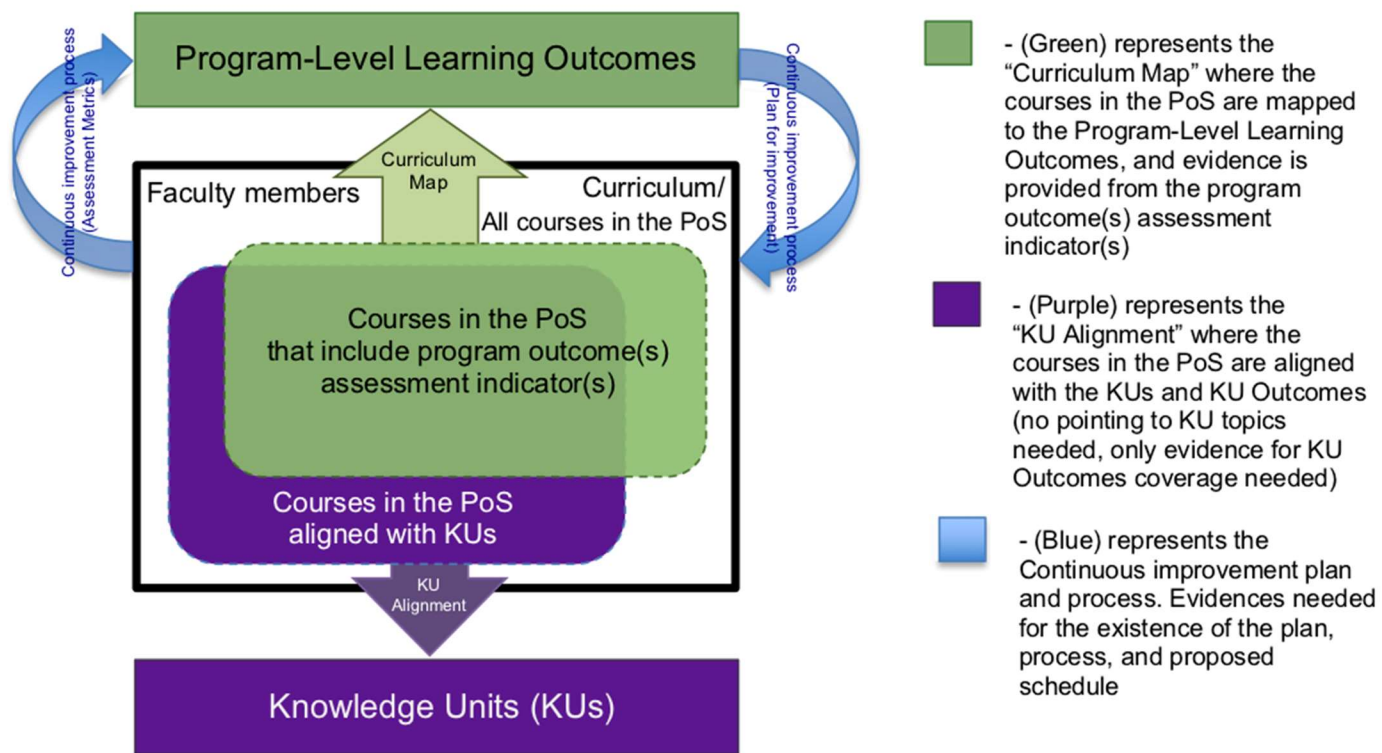 Program-Level Learning Outcomes
Continuous improvement process
(Assessment Metrics)
Continuous improvement process
(Plan for improvement)
Curriculum
Map
Faculty members
Curriculum/
All courses in the PoS
Courses in the PoS
that include program outcome(s)
assessment indicator(s)
Courses in the PoS
aligned with KUs
KU
Alignment
Knowledge Units (KUs)
- (Green) represents the
“Curriculum Map” where the
courses in the PoS are mapped
to the Program-Level Learning
Outcomes, and evidence is
provided from the program
outcome(s) assessment
indicator(s)
- (Purple) represents the
“KU Alignment” where the
courses in the PoS are aligned
with the KUs and KU Outcomes
(no pointing to KU topics
needed, only evidence for KU
Outcomes coverage needed)
- (Blue) represents the
Continuous improvement plan
and process. Evidences needed
for the existence of the plan,
process, and proposed
schedule